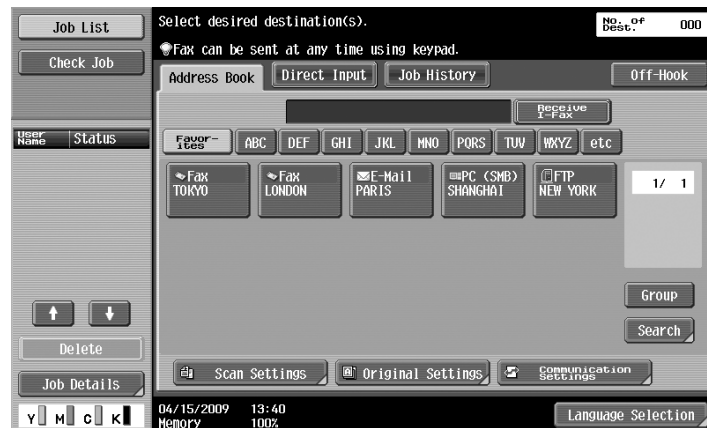 Job List
Check Job
User Name Status
Delete
Job Details
Y M C K
Select desired destination(s).
No. of Dest. 000
Fax can be sent at any time using keypad.
Address Book Direct Input Job History Off-Hook
Receive I-Fax
Favor-ites ABC DEF GHI JKL MNO PQRS TUV WXYZ etc
Fax Fax E-Mail PC (SMB) FTP
TOKYO LONDON PARIS SHANGHAI NEW YORK
1/ 1
Group
Search
Scan Settings Original Settings Communication Settings
04/15/2009 13:40
Memory 100%
Language Selection